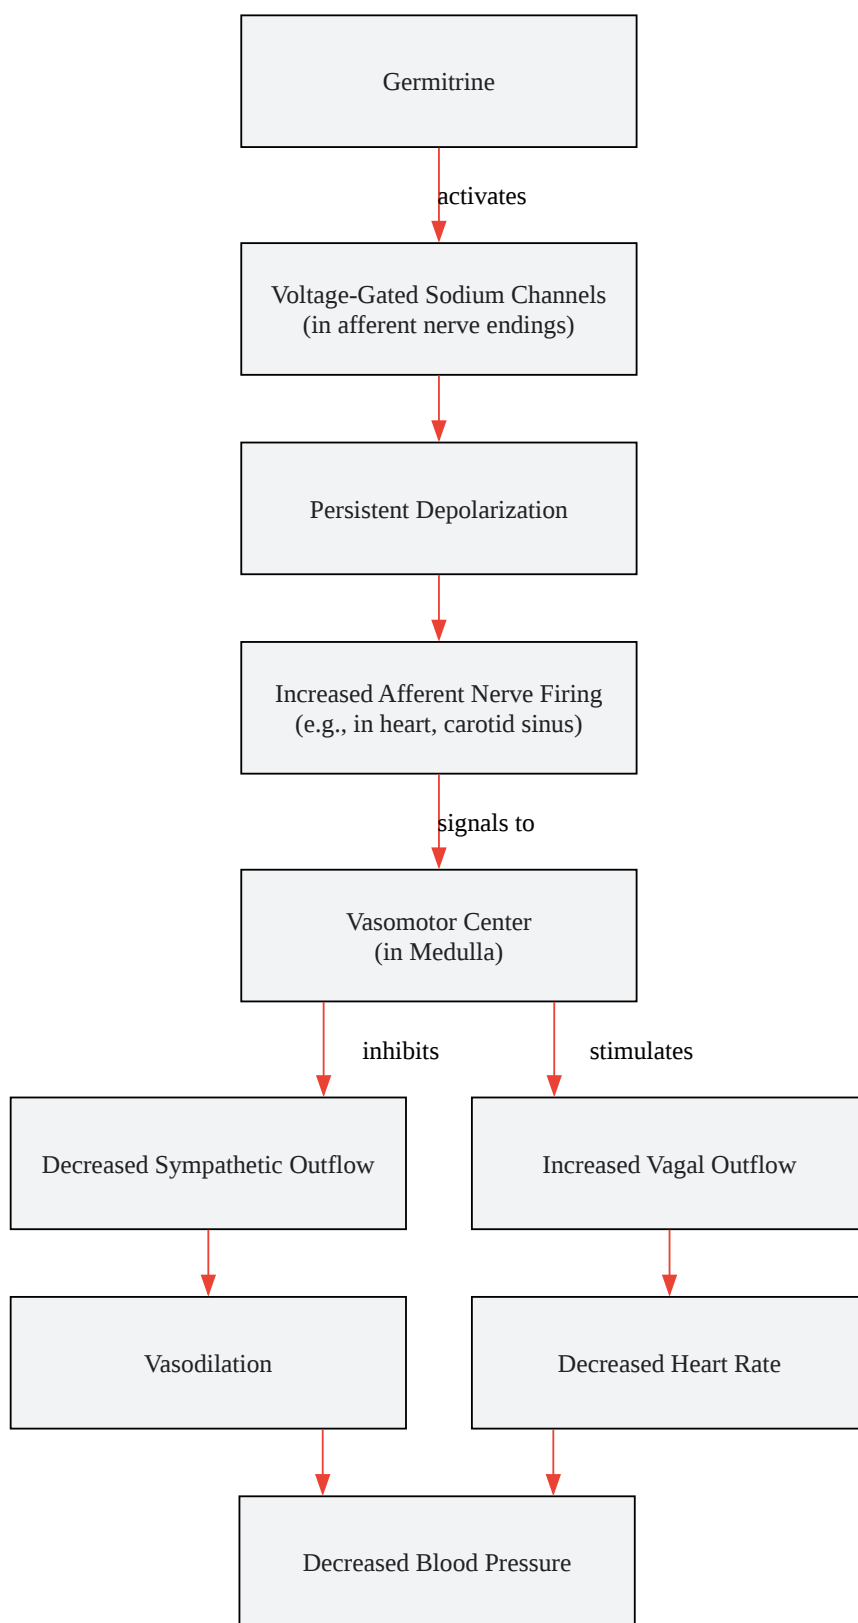 Germitrine
activates
Voltage-Gated Sodium Channels
(in afferent nerve endings)
Persistent Depolarization
Increased Afferent Nerve Firing
(e.g., in heart, carotid sinus)
signals to
Vasomotor Center
(in Medulla)
inhibits
stimulates
Decreased Sympathetic Outflow
Increased Vagal Outflow
Vasodilation
Decreased Heart Rate
Decreased Blood Pressure